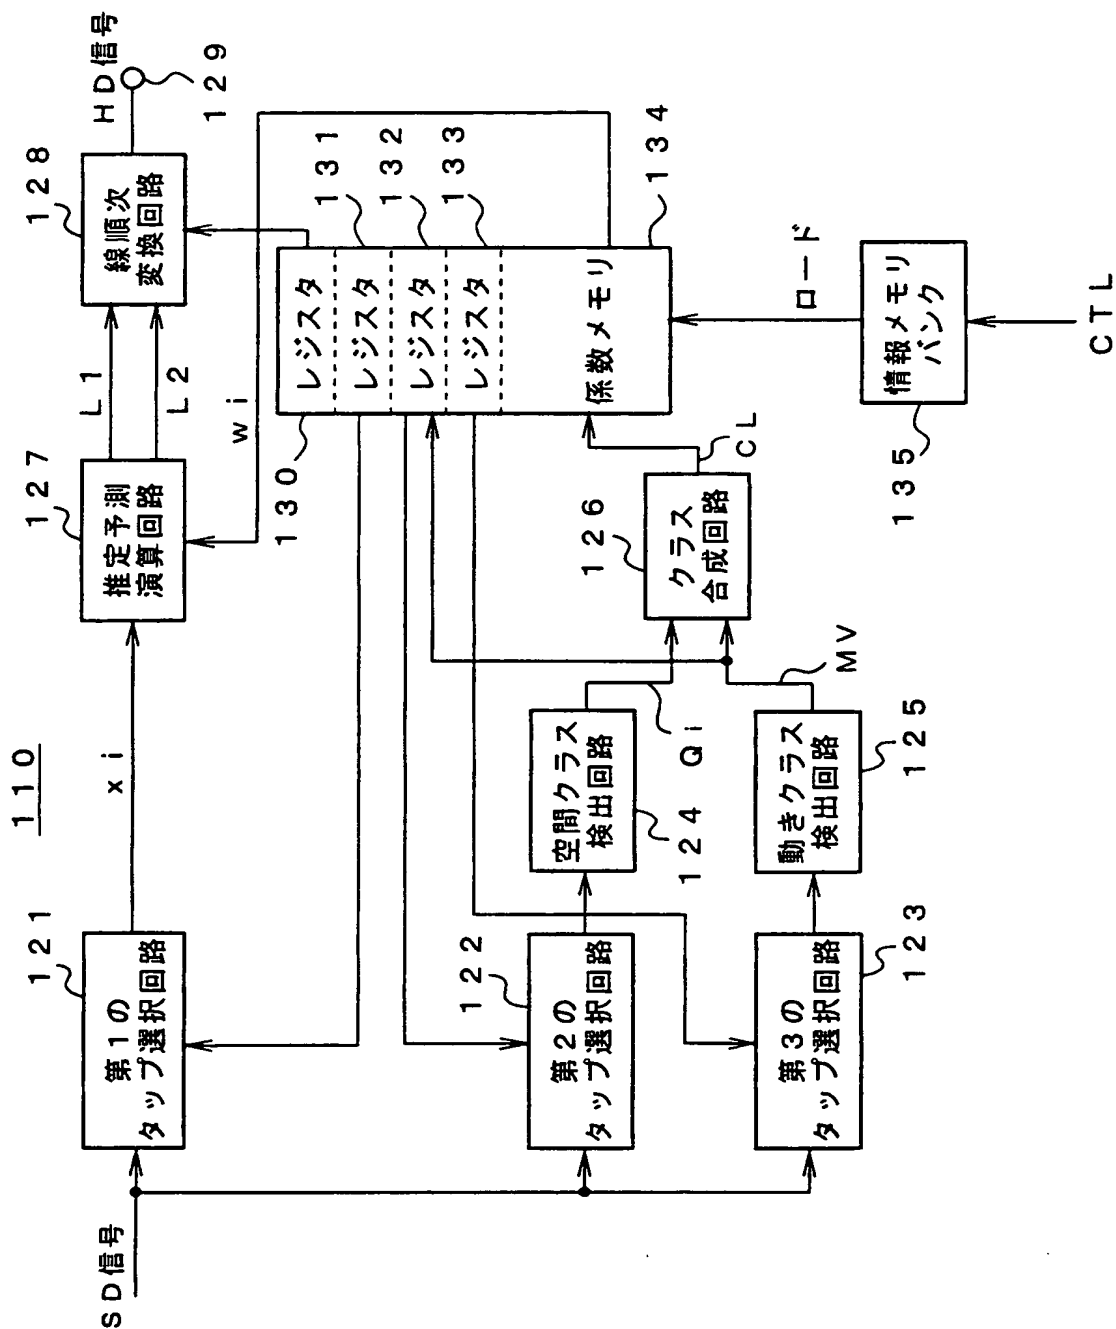 110
SD信号
121
第1の
タップ選択回路
xi
127
推定予測
演算回路
L1
L2
128
線順次
変換回路
HD信号
129
wi
130
レジスタ
131
レジスタ
132
レジスタ
133
レジスタ
134
係数メモリ
122
第2の
タップ選択回路
空間クラス
検出回路
124
Qi
126
クラス
合成回路
CL
ロード
123
第3の
タップ選択回路
動きクラス
検出回路
125
MV
135
情報メモリ
バンク
CTL